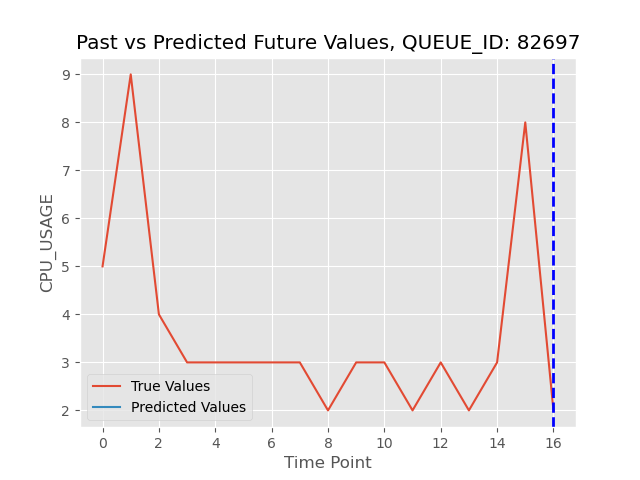 Past vs Predicted Future Values, QUEUE_ID: 82697
CPU_USAGE
9
8
7
6
5
4
3
2
True Values
Predicted Values
0 2 4 6 8 10 12 14 16
Time Point